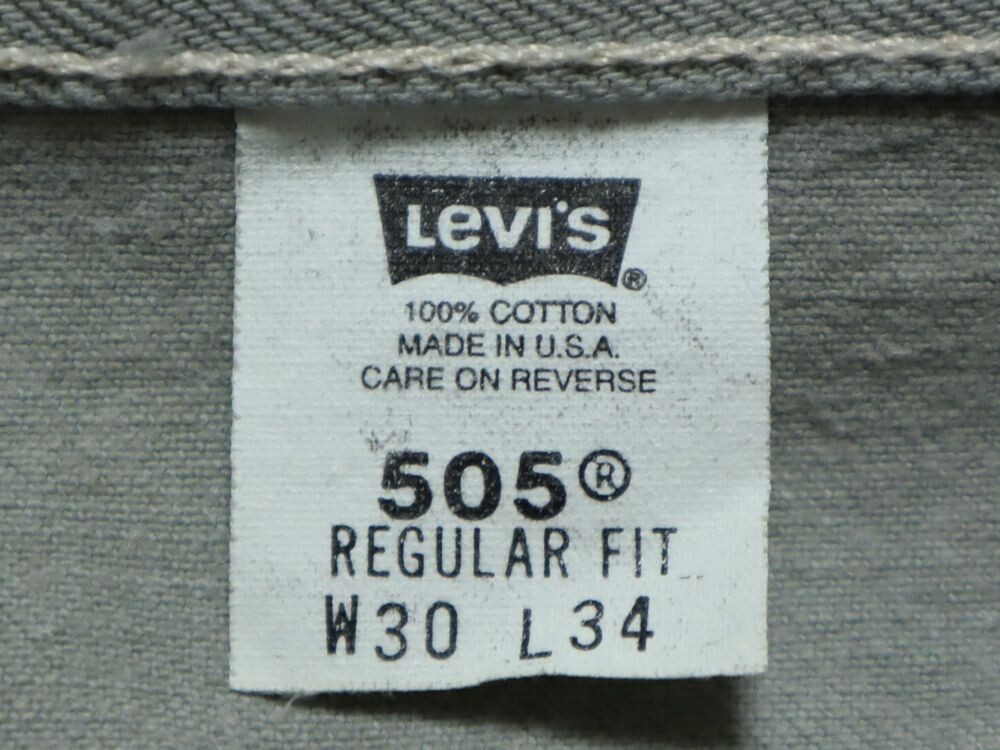 Levi's
®
100% COTTON
MADE IN U.S.A.
CARE ON REVERSE
505®
REGULAR FIT
W30 L34